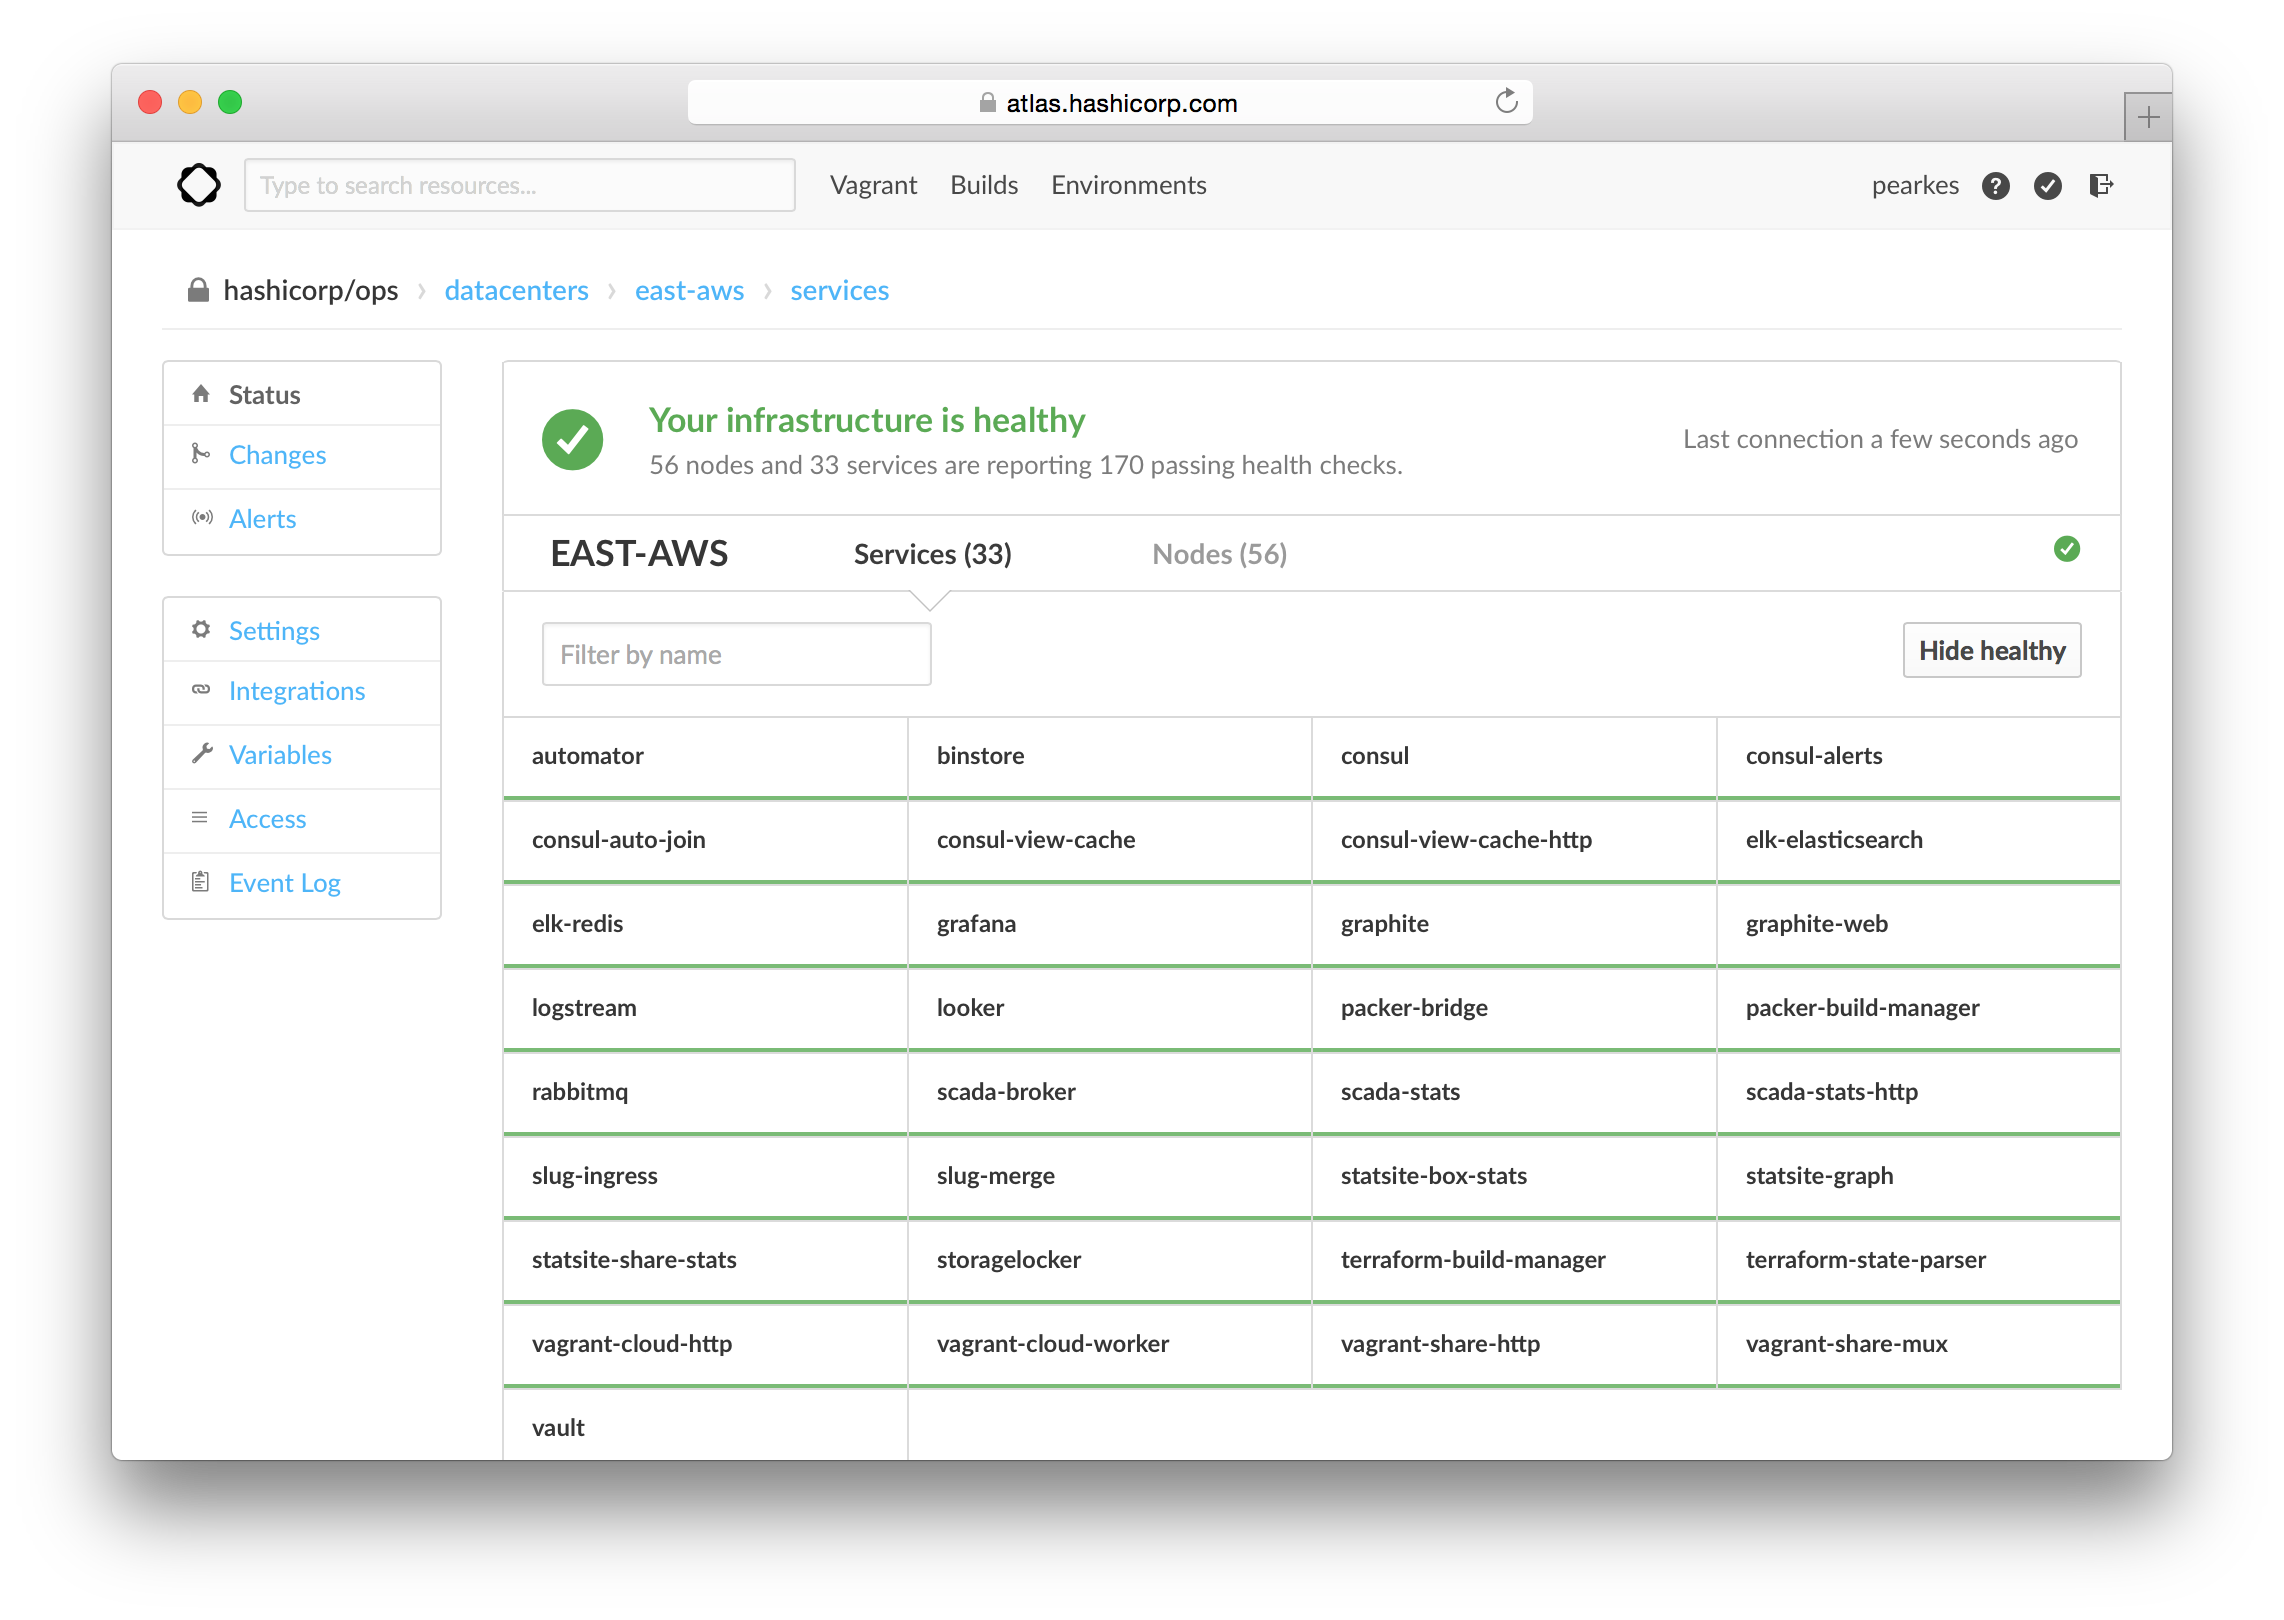 atlas.hashicorp.com
Type to search resources... Vagrant Builds Environments pearkes ?
hashicorp/ops › datacenters › east-aws › services
Status
Changes
Alerts
Settings
Integrations
Variables
Access
Event Log
Your infrastructure is healthy
56 nodes and 33 services are reporting 170 passing health checks.
Last connection a few seconds ago
EAST-AWS Services (33) Nodes (56)
Filter by name Hide healthy
automator binstore consul consul-alerts
consul-auto-join consul-view-cache consul-view-cache-http elk-elasticsearch
elk-redis grafana graphite graphite-web
logstream looker packer-bridge packer-build-manager
rabbitmq scada-broker scada-stats scada-stats-http
slug-ingress slug-merge statsite-box-stats statsite-graph
statsite-share-stats storagelocker terraform-build-manager terraform-state-parser
vagrant-cloud-http vagrant-cloud-worker vagrant-share-http vagrant-share-mux
vault